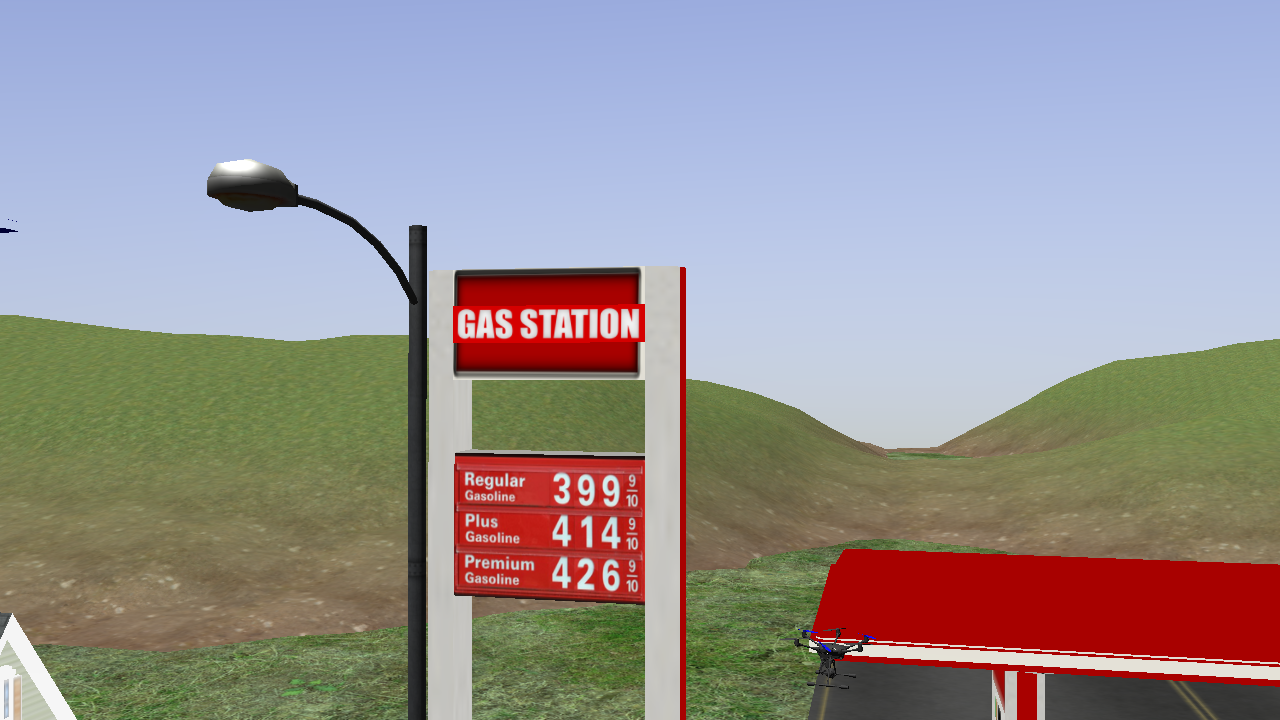 GAS STATION
Regular Gasoline 399 9/10
Plus Gasoline 414 9/10
Premium Gasoline 426 9/10